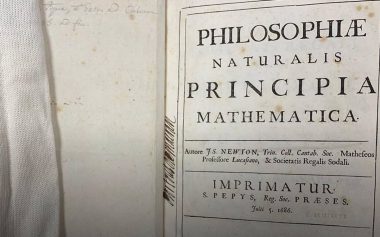 PHILOSOPHIÆ
NATURALIS
PRINCIPIA
MATHEMATICA.
Autore JS. NEWTON, Trin. Coll. Cantab. Soc. Matheseos
Professore Lucasiano, & Societatis Regalis Sodali.
IMPRIMATUR.
S. PEPYS, Reg. Soc. PRÆSES.
Julii 5. 1686.